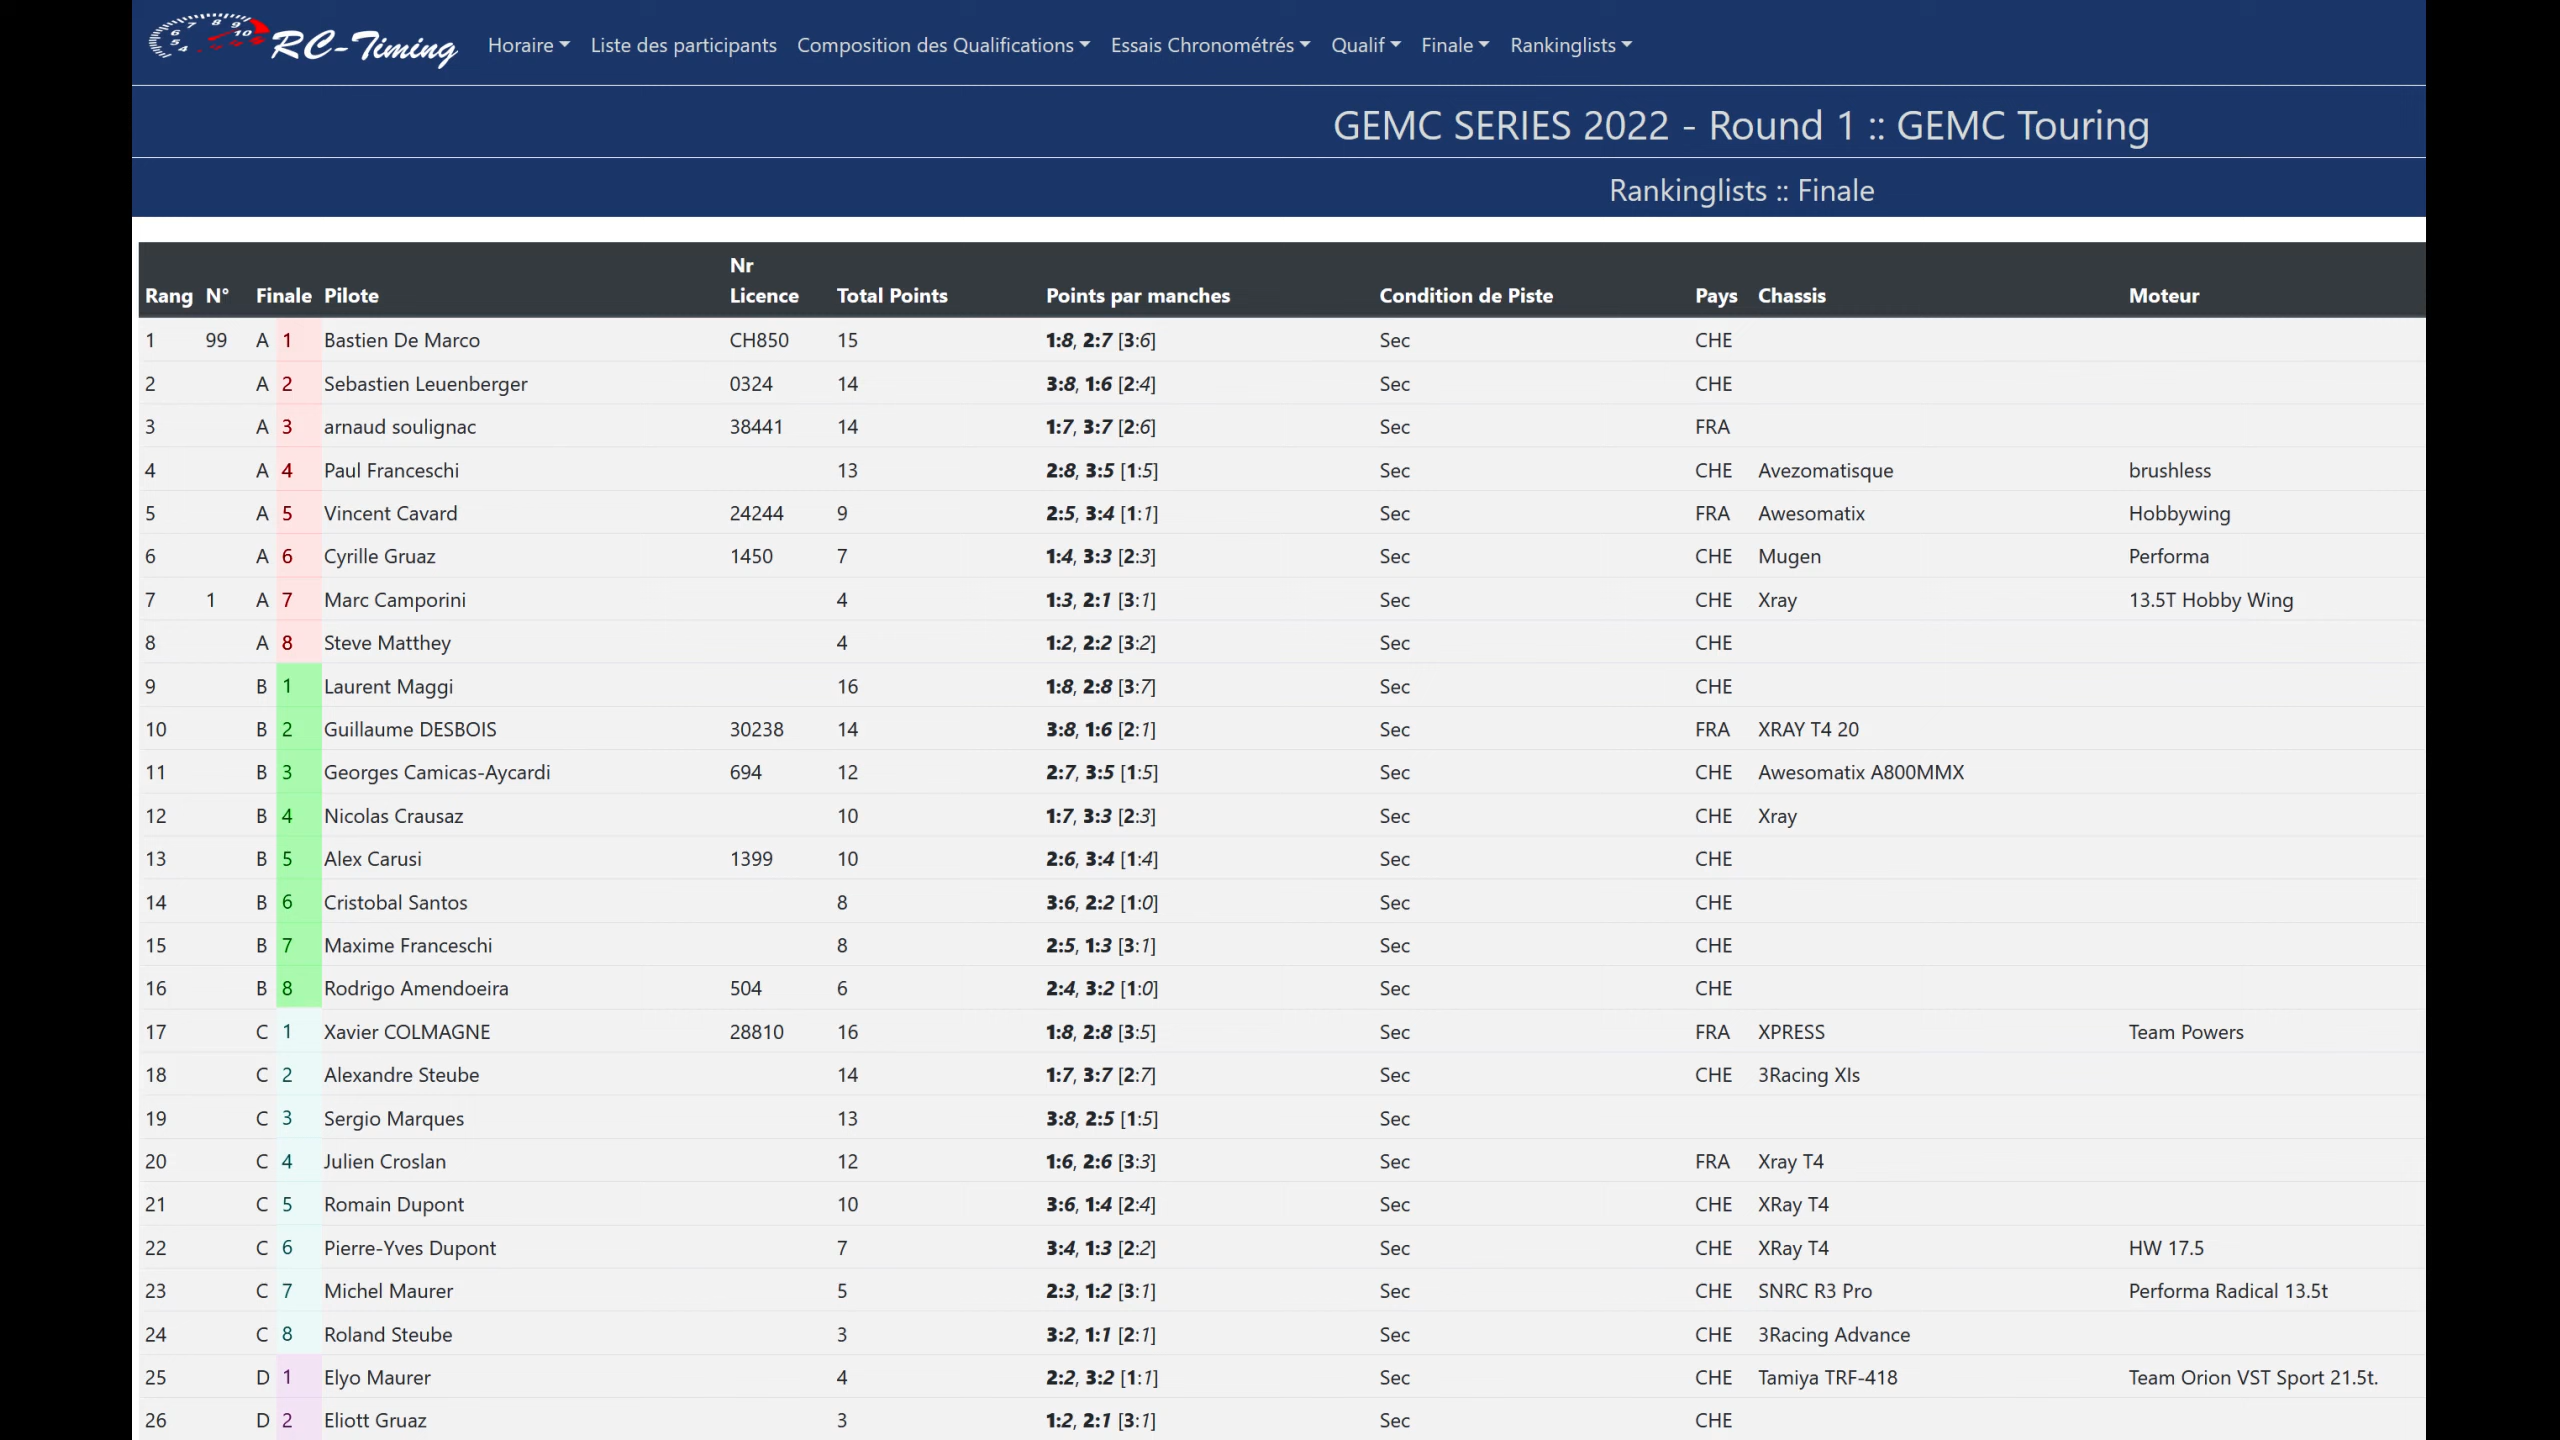 7 8 9
6 10
5
4
RC-Timing Horaire Liste des participants Composition des Qualifications Essais Chronométrés Qualif Finale Rankinglists
GEMC SERIES 2022 - Round 1 :: GEMC Touring
Rankinglists :: Finale
Rang N° Finale Pilote Nr Licence Total Points Points par manches Condition de Piste Pays Chassis Moteur
1 99 A 1 Bastien De Marco CH850 15 1:8, 2:7 [3:6] Sec CHE
2 A 2 Sebastien Leuenberger 0324 14 3:8, 1:6 [2:4] Sec CHE
3 A 3 arnaud soulignac 38441 14 1:7, 3:7 [2:6] Sec FRA
4 A 4 Paul Franceschi 13 2:8, 3:5 [1:5] Sec CHE Avezomatisque brushless
5 A 5 Vincent Cavard 24244 9 2:5, 3:4 [1:1] Sec FRA Awesomatix Hobbywing
6 A 6 Cyrille Gruaz 1450 7 1:4, 3:3 [2:3] Sec CHE Mugen Performa
7 1 A 7 Marc Camporini 4 1:3, 2:1 [3:1] Sec CHE Xray 13.5T Hobby Wing
8 A 8 Steve Matthey 4 1:2, 2:2 [3:2] Sec CHE
9 B 1 Laurent Maggi 16 1:8, 2:8 [3:7] Sec CHE
10 B 2 Guillaume DESBOIS 30238 14 3:8, 1:6 [2:1] Sec FRA XRAY T4 20
11 B 3 Georges Camicas-Aycardi 694 12 2:7, 3:5 [1:5] Sec CHE Awesomatix A800MMX
12 B 4 Nicolas Crausaz 10 1:7, 3:3 [2:3] Sec CHE Xray
13 B 5 Alex Carusi 1399 10 2:6, 3:4 [1:4] Sec CHE
14 B 6 Cristobal Santos 8 3:6, 2:2 [1:0] Sec CHE
15 B 7 Maxime Franceschi 8 2:5, 1:3 [3:1] Sec CHE
16 B 8 Rodrigo Amendoeira 504 6 2:4, 3:2 [1:0] Sec CHE
17 C 1 Xavier COLMAGNE 28810 16 1:8, 2:8 [3:5] Sec FRA XPRESS Team Powers
18 C 2 Alexandre Steube 14 1:7, 3:7 [2:7] Sec CHE 3Racing XIs
19 C 3 Sergio Marques 13 3:8, 2:5 [1:5] Sec
20 C 4 Julien Croslan 12 1:6, 2:6 [3:3] Sec FRA Xray T4
21 C 5 Romain Dupont 10 3:6, 1:4 [2:4] Sec CHE XRay T4
22 C 6 Pierre-Yves Dupont 7 3:4, 1:3 [2:2] Sec CHE XRay T4 HW 17.5
23 C 7 Michel Maurer 5 2:3, 1:2 [3:1] Sec CHE SNRC R3 Pro Performa Radical 13.5t
24 C 8 Roland Steube 3 3:2, 1:1 [2:1] Sec CHE 3Racing Advance
25 D 1 Elyo Maurer 4 2:2, 3:2 [1:1] Sec CHE Tamiya TRF-418 Team Orion VST Sport 21.5t.
26 D 2 Eliott Gruaz 3 1:2, 2:1 [3:1] Sec CHE